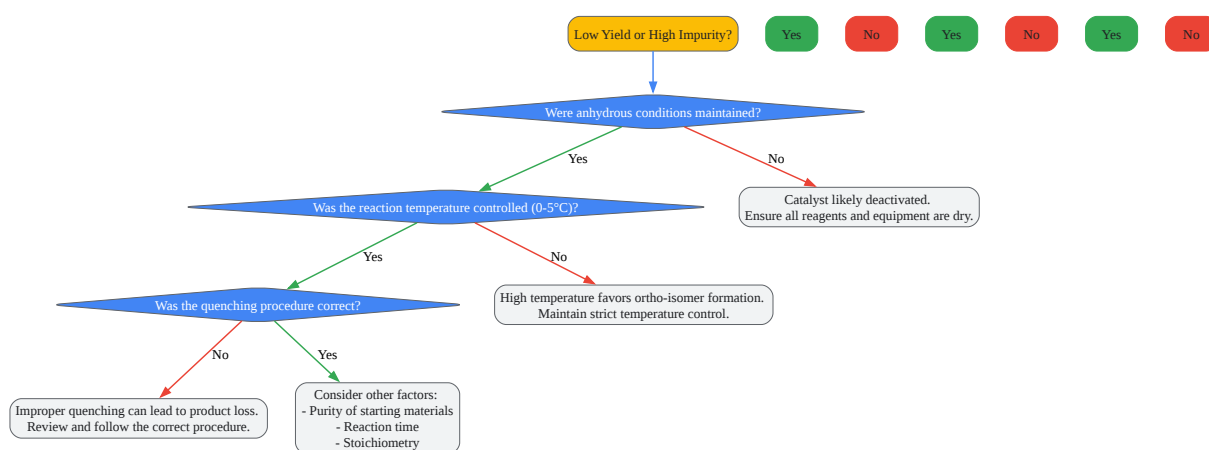 Low Yield or High Impurity?
Yes
No
Yes
No
Yes
No
Were anhydrous conditions maintained?
Yes
No
Was the reaction temperature controlled (0-5°C)?
Catalyst likely deactivated.
Ensure all reagents and equipment are dry.
Yes
No
Was the quenching procedure correct?
High temperature favors ortho-isomer formation.
Maintain strict temperature control.
No
Yes
Improper quenching can lead to product loss.
Review and follow the correct procedure.
Consider other factors:
- Purity of starting materials
- Reaction time
- Stoichiometry